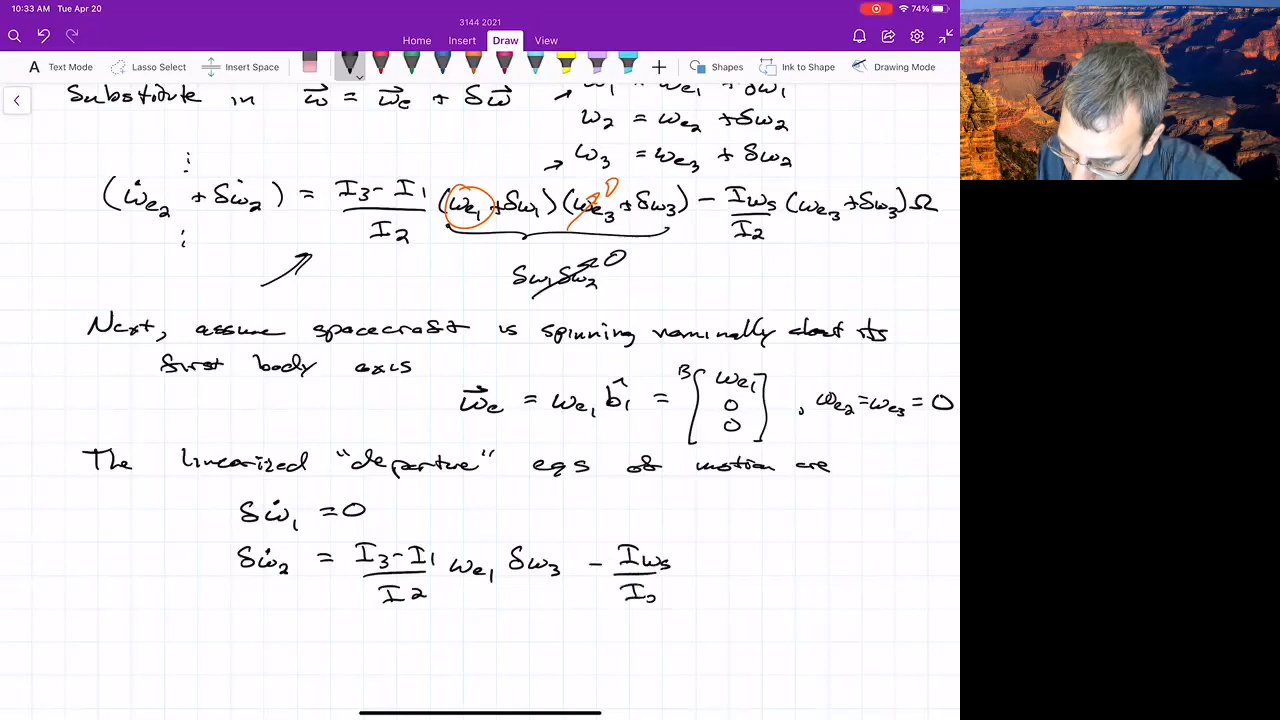 10:33 AM Tue Apr 20
74%
3144 2021
Home Insert Draw View
Text Mode Lasso Select Insert Space Shapes Ink to Shape Drawing Mode
Substitute in ω⃗ = ω⃗e + δω⃗ → ω1 = ωe1 + δω1
ω2 = ωe2 + δω2
→ ω3 = ωe3 + δω2
(ω̇e2 + δω̇2) = (I3-I1)/I2 (ωe1 + δω1)(ωe3 + δω3) - Iws/I2 (ωe3 + δω3)Ω
0
δω1δω2 0
Next, assume spacecraft is spinning nominally about its
first body axis
ω⃗e = ωe1 b̂1 = B[ωe1 0 0], ωe2 = ωe3 = 0
The linearized "departure" eqs of motion are
δω̇1 = 0
δω̇2 = (I3-I1)/I2 ωe1 δω3 - Iws/I2